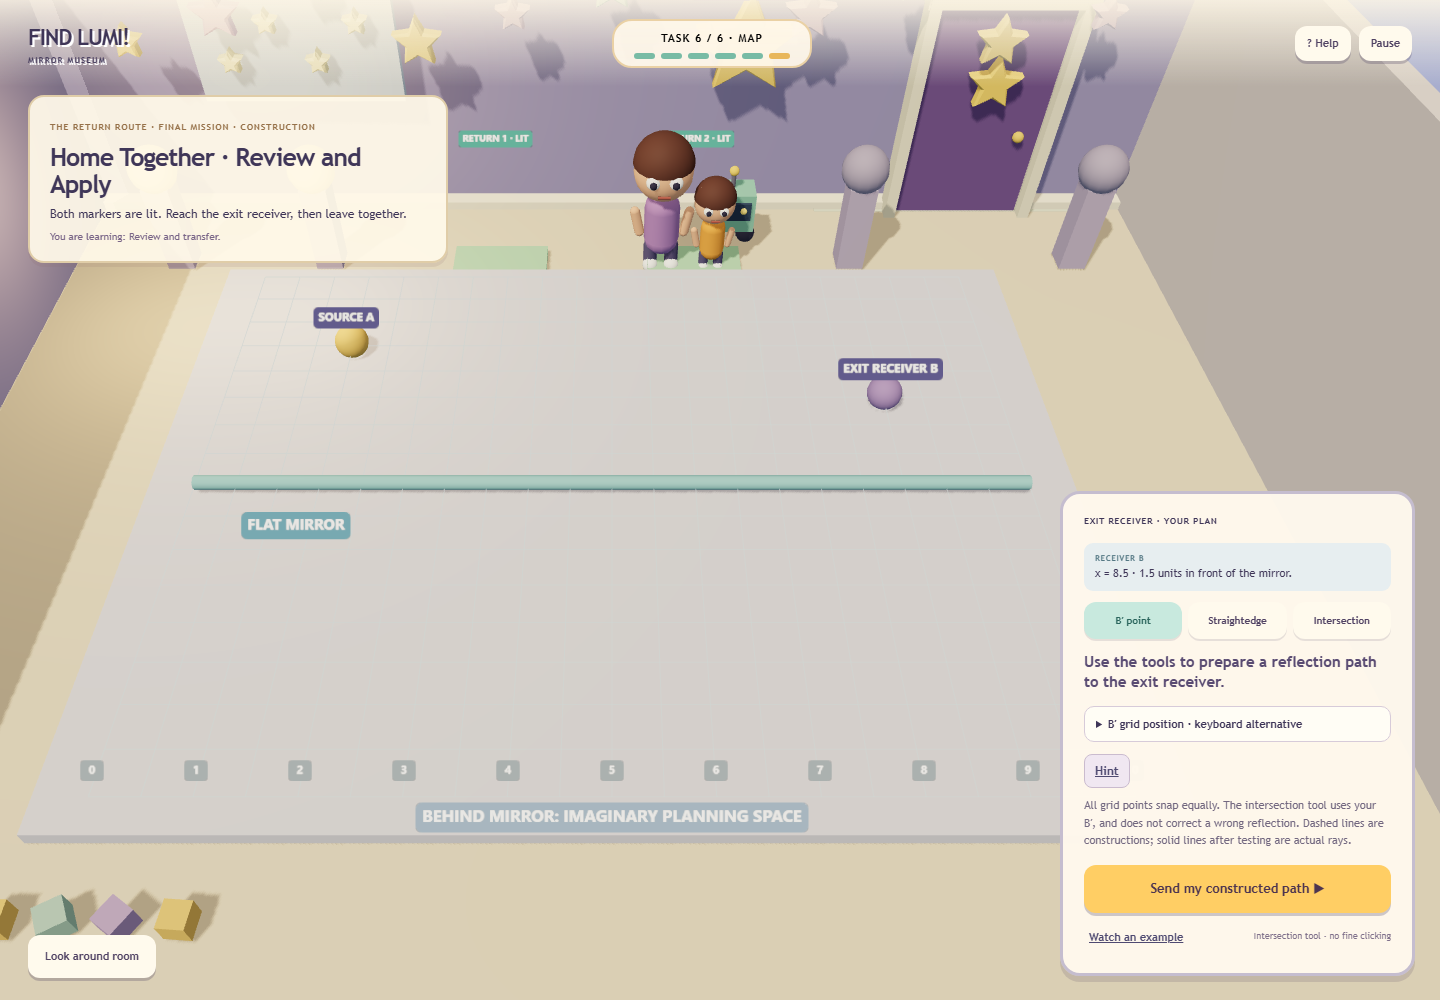 FIND LUMI!
MIRROR MUSEUM
TASK 6 / 6 • MAP
? Help
Pause
THE RETURN ROUTE • FINAL MISSION • CONSTRUCTION
Home Together · Review and
Apply
Both markers are lit. Reach the exit receiver, then leave together.
You are learning: Review and transfer.
RETURN 1 · LIT
RN 2 · LIT
SOURCE A
EXIT RECEIVER B
FLAT MIRROR
0 1 2 3 4 5 6 7 8 9
BEHIND MIRROR: IMAGINARY PLANNING SPACE
Look around room
EXIT RECEIVER • YOUR PLAN
RECEIVER B
x = 8.5 · 1.5 units in front of the mirror.
B′ point
Straightedge
Intersection
Use the tools to prepare a reflection path
to the exit receiver.
▶ B′ grid position · keyboard alternative
Hint
All grid points snap equally. The intersection tool uses your
B′, and does not correct a wrong reflection. Dashed lines are
constructions; solid lines after testing are actual rays.
Send my constructed path ▶
Watch an example
Intersection tool · no fine clicking